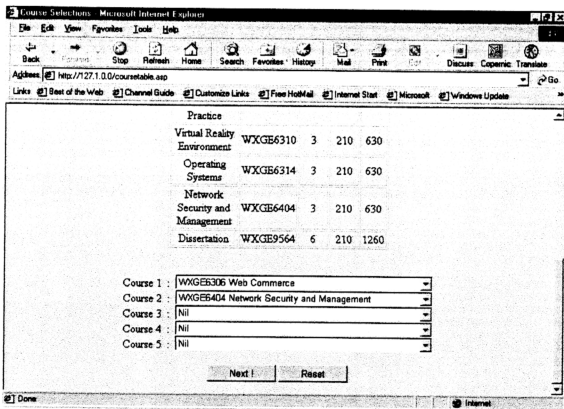 Course Selections - Microsoft Internet Explorer
File Edit View Favorites Tools Help
Back Forward Stop Refresh Home Search Favorites History Mail Print Edit Discuss Copernic Translate
Address http://127.1.0.0/coursetable.asp Go
Links Best of the Web Channel Guide Customize Links Free HotMail Internet Start Microsoft Windows Update
Practice
Virtual Reality
Environment WXGE6310 3 210 630
Operating
Systems WXGE6314 3 210 630
Network
Security and
Management WXGE6404 3 210 630
Dissertation WXGE9564 6 210 1260
Course 1 : WXGE6306 Web Commerce
Course 2 : WXGE6404 Network Security and Management
Course 3 : Nil
Course 4 : Nil
Course 5 : Nil
Next ! Reset
Done Internet